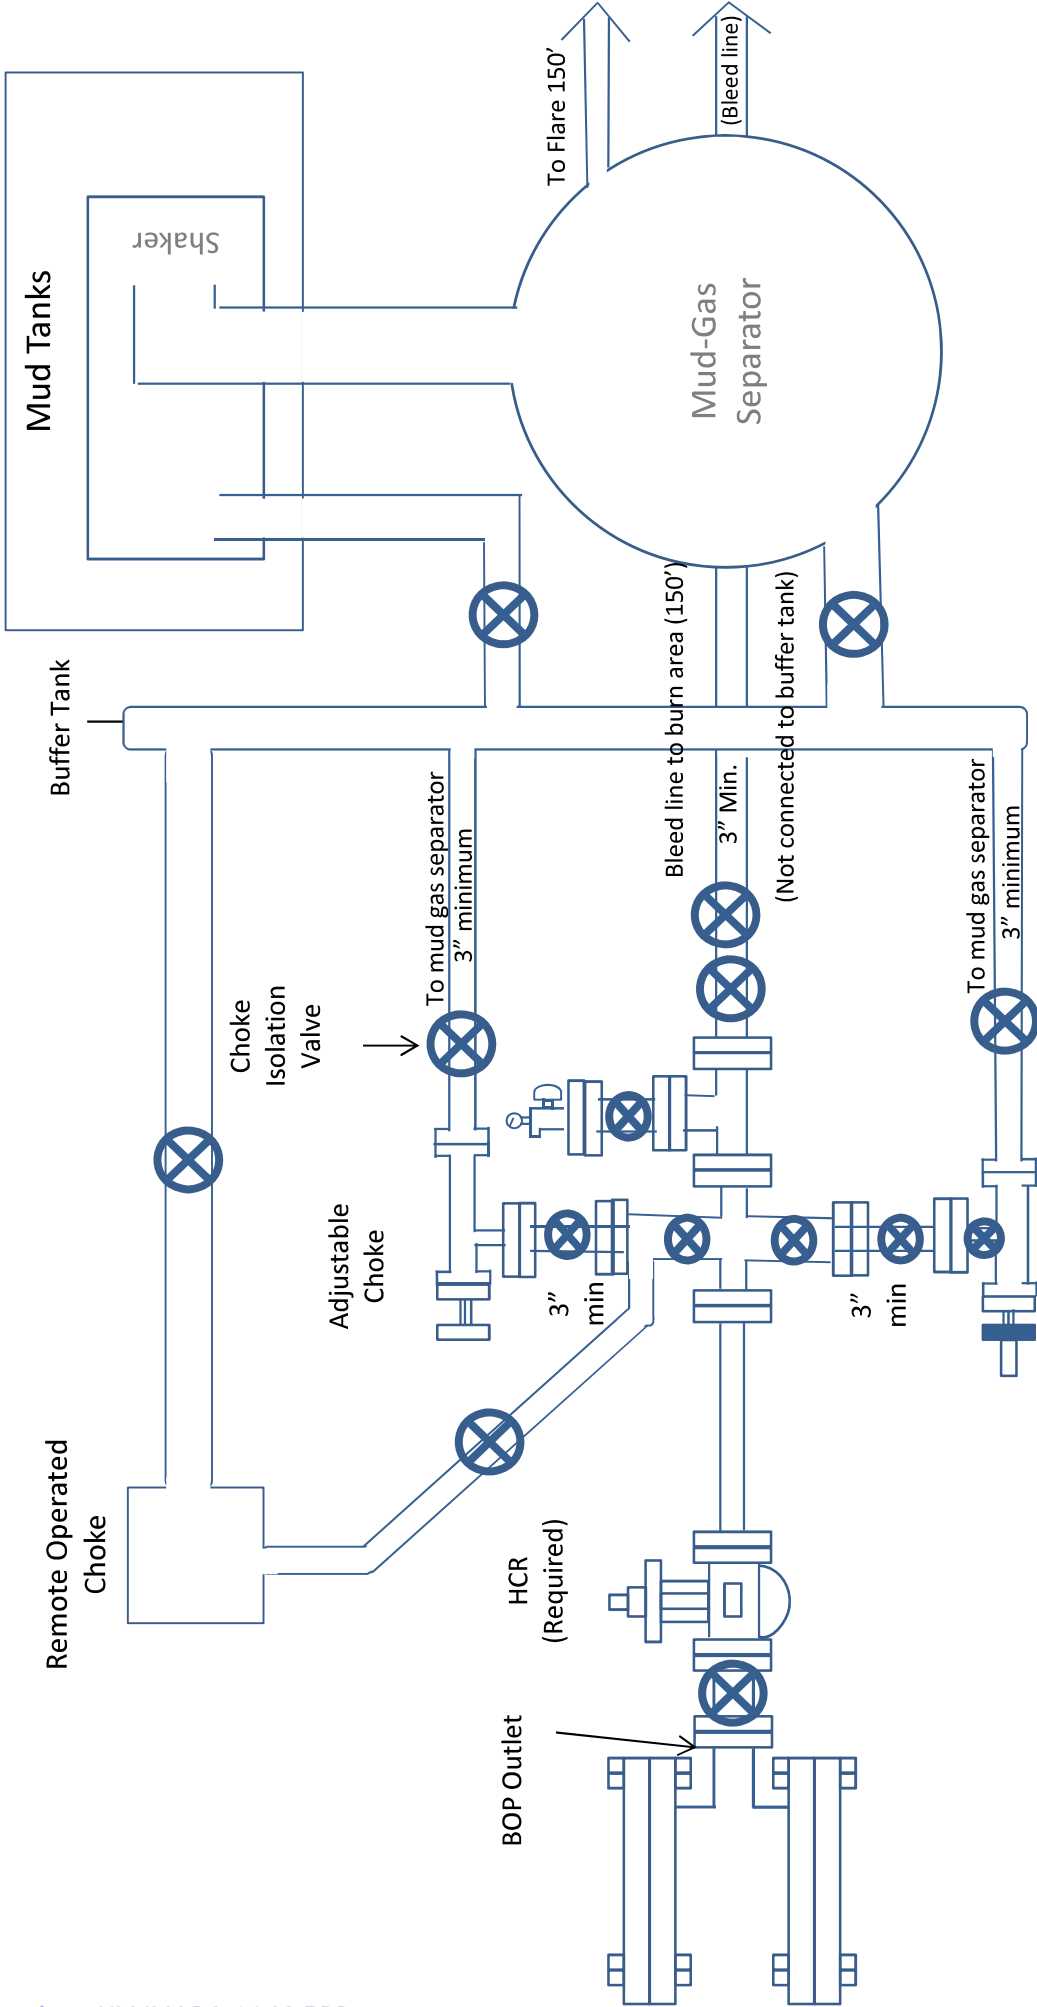 Mud Tanks
Shaker
To Flare 150’
(Bleed line)
Mud-Gas
Separator
Buffer Tank
Bleed line to burn area (150’)
3” Min.
(Not connected to buffer tank)
To mud gas separator
3” minimum
To mud gas separator
3” minimum
Choke
Isolation
Valve
Adjustable
Choke
3”
min
3”
min
Remote Operated
Choke
HCR
(Required)
BOP Outlet